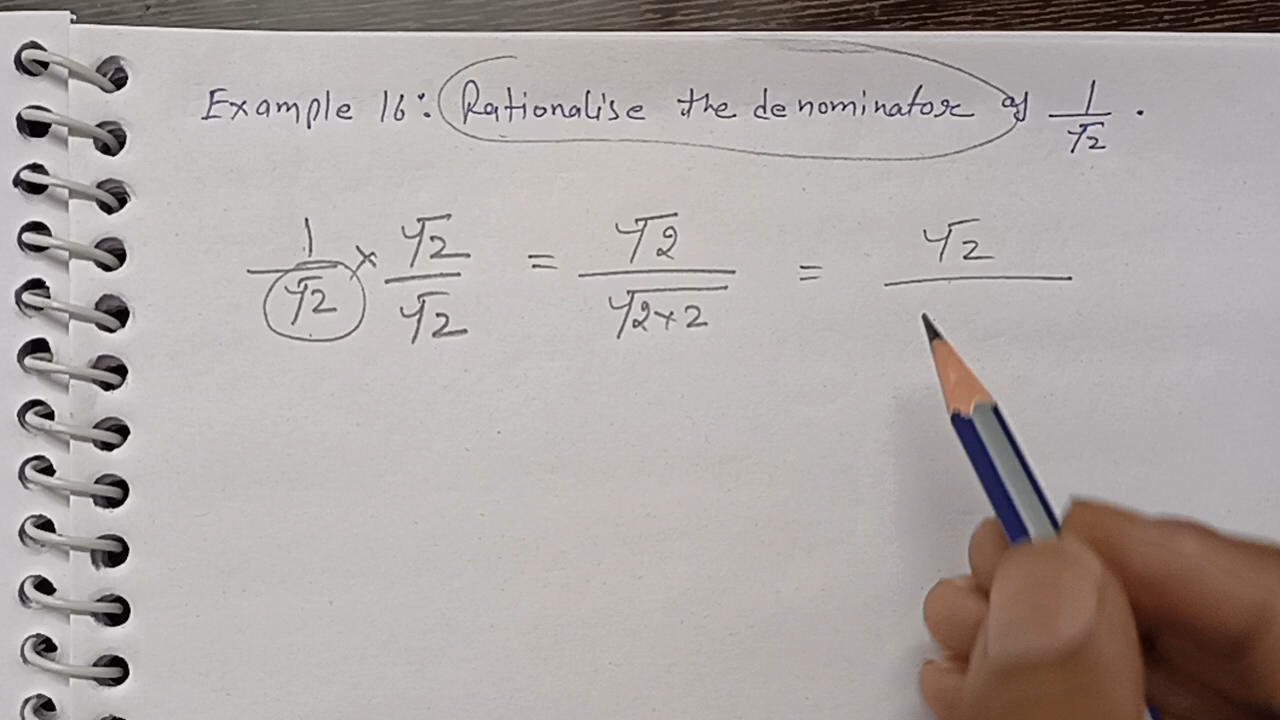 Example 16: Rationalise the denominator of 1/√2.
1/√2 × √2/√2 = √2/√(2×2) = √2/